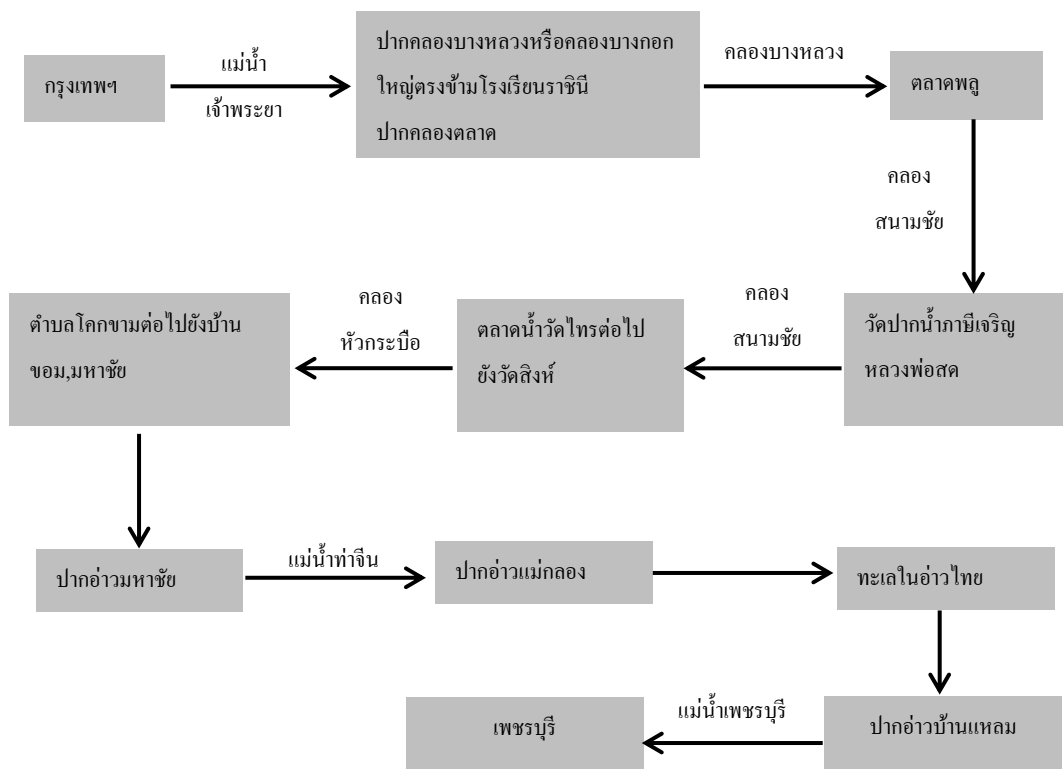 กรุงเทพฯ
แม่น้ำ
เจ้าพระยา
ปากคลองบางหลวงหรือคลองบางกอก
ใหญ่ตรงข้ามโรงเรียนราชินี
ปากคลองตลาด
คลองบางหลวง
ตลาดพลู
คลอง
สนามชัย
วัดปากน้ำภาษีเจริญ
หลวงพ่อสด
คลอง
สนามชัย
ตลาดน้ำวัดไทรต่อไป
ยังวัดสิงห์
คลอง
หัวกระบือ
ตำบลโคกขามต่อไปยังบ้าน
ขอม,มหาชัย
ปากอ่าวมหาชัย
แม่น้ำท่าจีน
ปากอ่าวแม่กลอง
ทะเลในอ่าวไทย
ปากอ่าวบ้านแหลม
แม่น้ำเพชรบุรี
เพชรบุรี